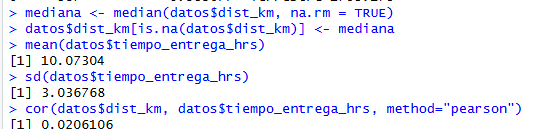 > mediana <- median(datos$dist_km, na.rm = TRUE)
> datos$dist_km[is.na(datos$dist_km)] <- mediana
> mean(datos$tiempo_entrega_hrs)
[1] 10.07304
> sd(datos$tiempo_entrega_hrs)
[1] 3.036768
> cor(datos$dist_km, datos$tiempo_entrega_hrs, method="pearson")
[1] 0.0206106